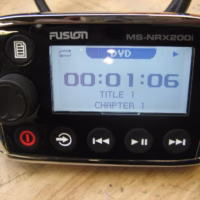 FUSION MS-NRX200i
DVD
00:01:06
TITLE 1
CHAPTER 1